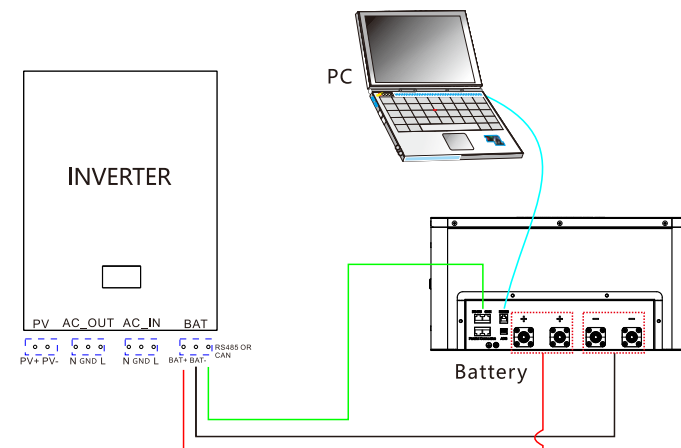 PC
INVERTER
PV AC_OUT AC_IN BAT
RS485 OR
CAN
PV+ PV- N GND L N GND L BAT+ BAT-
+ + - -
Battery